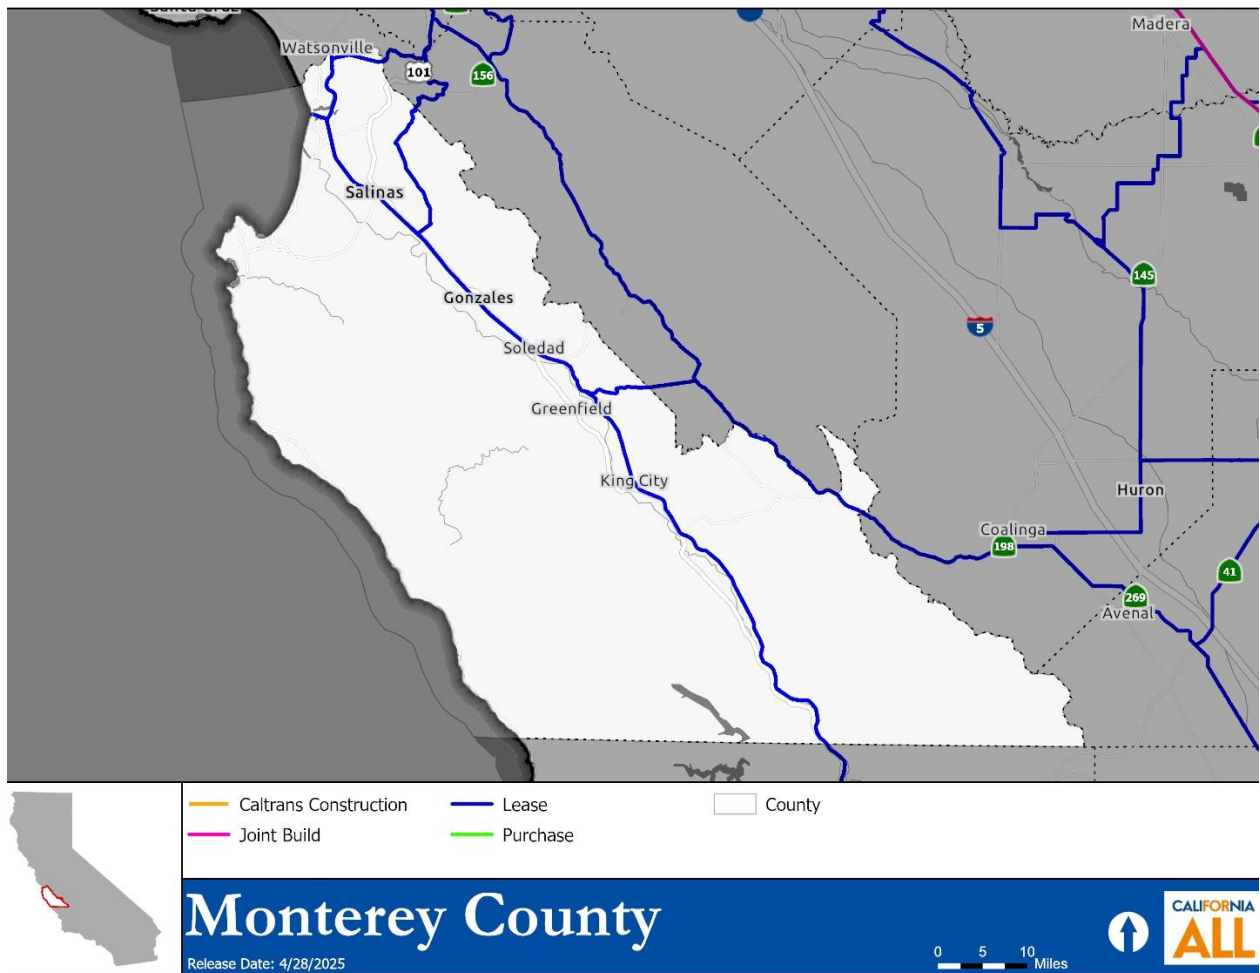 Santa Cruz
Watsonville
101
156
Madera
Salinas
145
Gonzales
5
Soledad
Greenfield
King City
Huron
Coalinga
198
41
269
Avenal
Caltrans Construction
Lease
County
Joint Build
Purchase
Monterey County
Release Date: 4/28/2025
0 5 10
Miles
CALIFORNIA
ALL